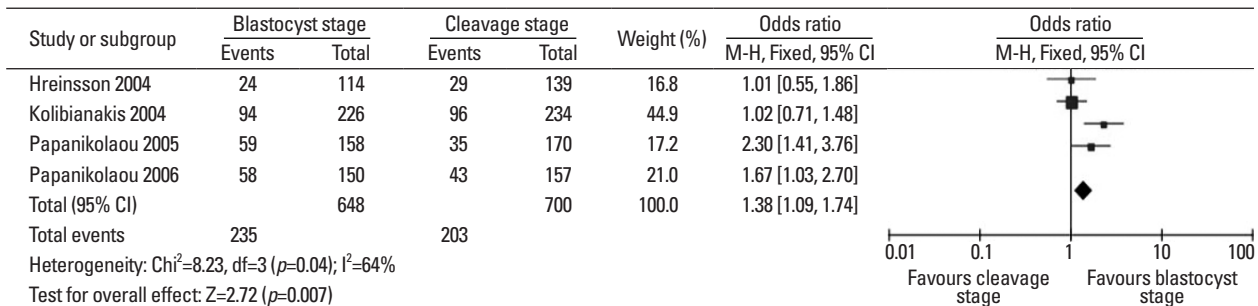 Study or subgroup Blastocyst stage Cleavage stage Weight (%) Odds ratio Odds ratio
Events Total Events Total M-H, Fixed, 95% CI M-H, Fixed, 95% CI
Hreinsson 2004 24 114 29 139 16.8 1.01 [0.55, 1.86]
Kolibianakis 2004 94 226 96 234 44.9 1.02 [0.71, 1.48]
Papanikolaou 2005 59 158 35 170 17.2 2.30 [1.41, 3.76]
Papanikolaou 2006 58 150 43 157 21.0 1.67 [1.03, 2.70]
Total (95% CI) 648 700 100.0 1.38 [1.09, 1.74]
Total events 235 203
Heterogeneity: Chi²=8.23, df=3 (p=0.04); I²=64%
Test for overall effect: Z=2.72 (p=0.007)
0.01 0.1 1 10 100
Favours cleavage stage Favours blastocyst stage